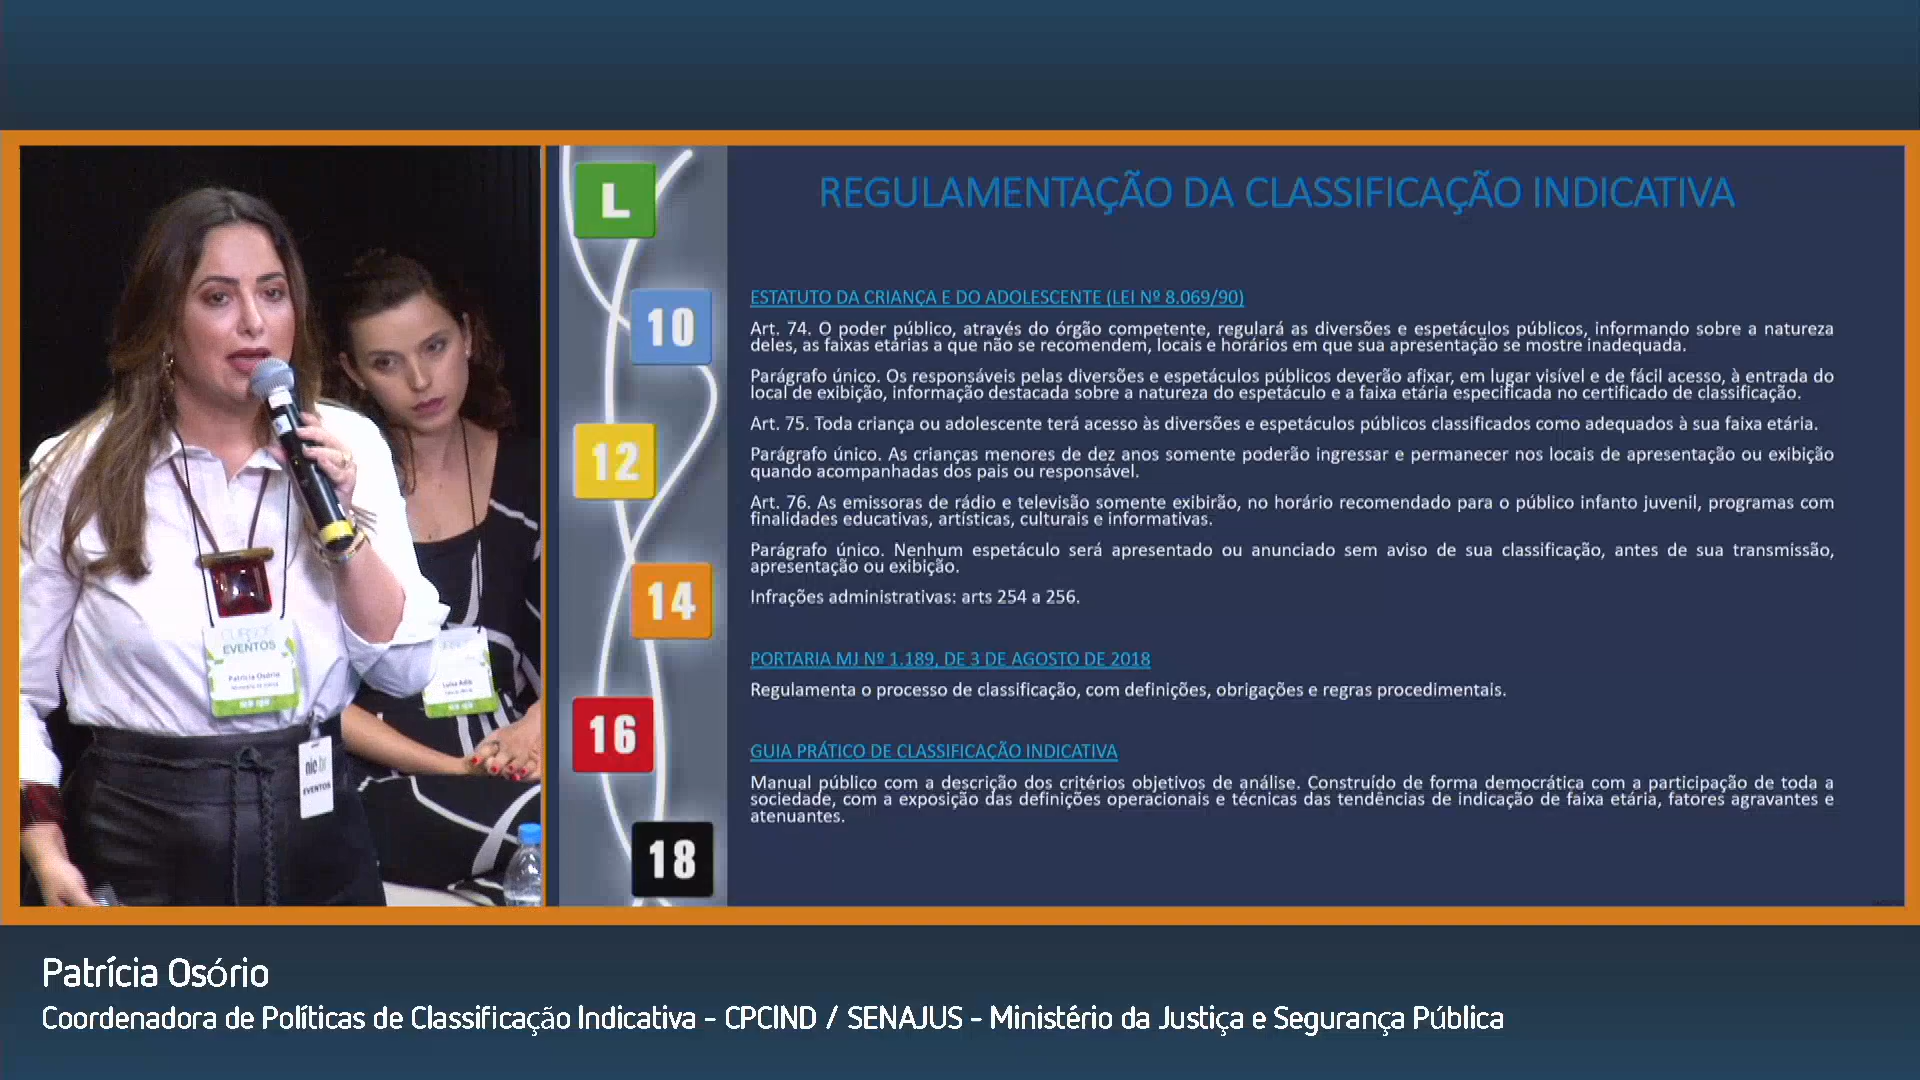 L
10
12
14
16
18
REGULAMENTAÇÃO DA CLASSIFICAÇÃO INDICATIVA
ESTATUTO DA CRIANÇA E DO ADOLESCENTE (LEI Nº 8.069/90)
Art. 74. O poder público, através do órgão competente, regulará as diversões e espetáculos públicos, informando sobre a natureza
deles, as faixas etárias a que não se recomendem, locais e horários em que sua apresentação se mostre inadequada.
Parágrafo único. Os responsáveis pelas diversões e espetáculos públicos deverão afixar, em lugar visível e de fácil acesso, à entrada do
local de exibição, informação destacada sobre a natureza do espetáculo e a faixa etária especificada no certificado de classificação.
Art. 75. Toda criança ou adolescente terá acesso às diversões e espetáculos públicos classificados como adequados à sua faixa etária.
Parágrafo único. As crianças menores de dez anos somente poderão ingressar e permanecer nos locais de apresentação ou exibição
quando acompanhadas dos pais ou responsável.
Art. 76. As emissoras de rádio e televisão somente exibirão, no horário recomendado para o público infanto juvenil, programas com
finalidades educativas, artísticas, culturais e informativas.
Parágrafo único. Nenhum espetáculo será apresentado ou anunciado sem aviso de sua classificação, antes de sua transmissão,
apresentação ou exibição.
Infrações administrativas: arts 254 a 256.
PORTARIA MJ Nº 1.189, DE 3 DE AGOSTO DE 2018
Regulamenta o processo de classificação, com definições, obrigações e regras procedimentais.
GUIA PRÁTICO DE CLASSIFICAÇÃO INDICATIVA
Manual público com a descrição dos critérios objetivos de análise. Construído de forma democrática com a participação de toda a
sociedade, com a exposição das definições operacionais e técnicas das tendências de indicação de faixa etária, fatores agravantes e
atenuantes.
CURSOS
EVENTOS
Patrícia Osório
nic.br
EVENTOS
Patrícia Osório
Coordenadora de Políticas de Classificação Indicativa - CPCIND / SENAJUS - Ministério da Justiça e Segurança Pública